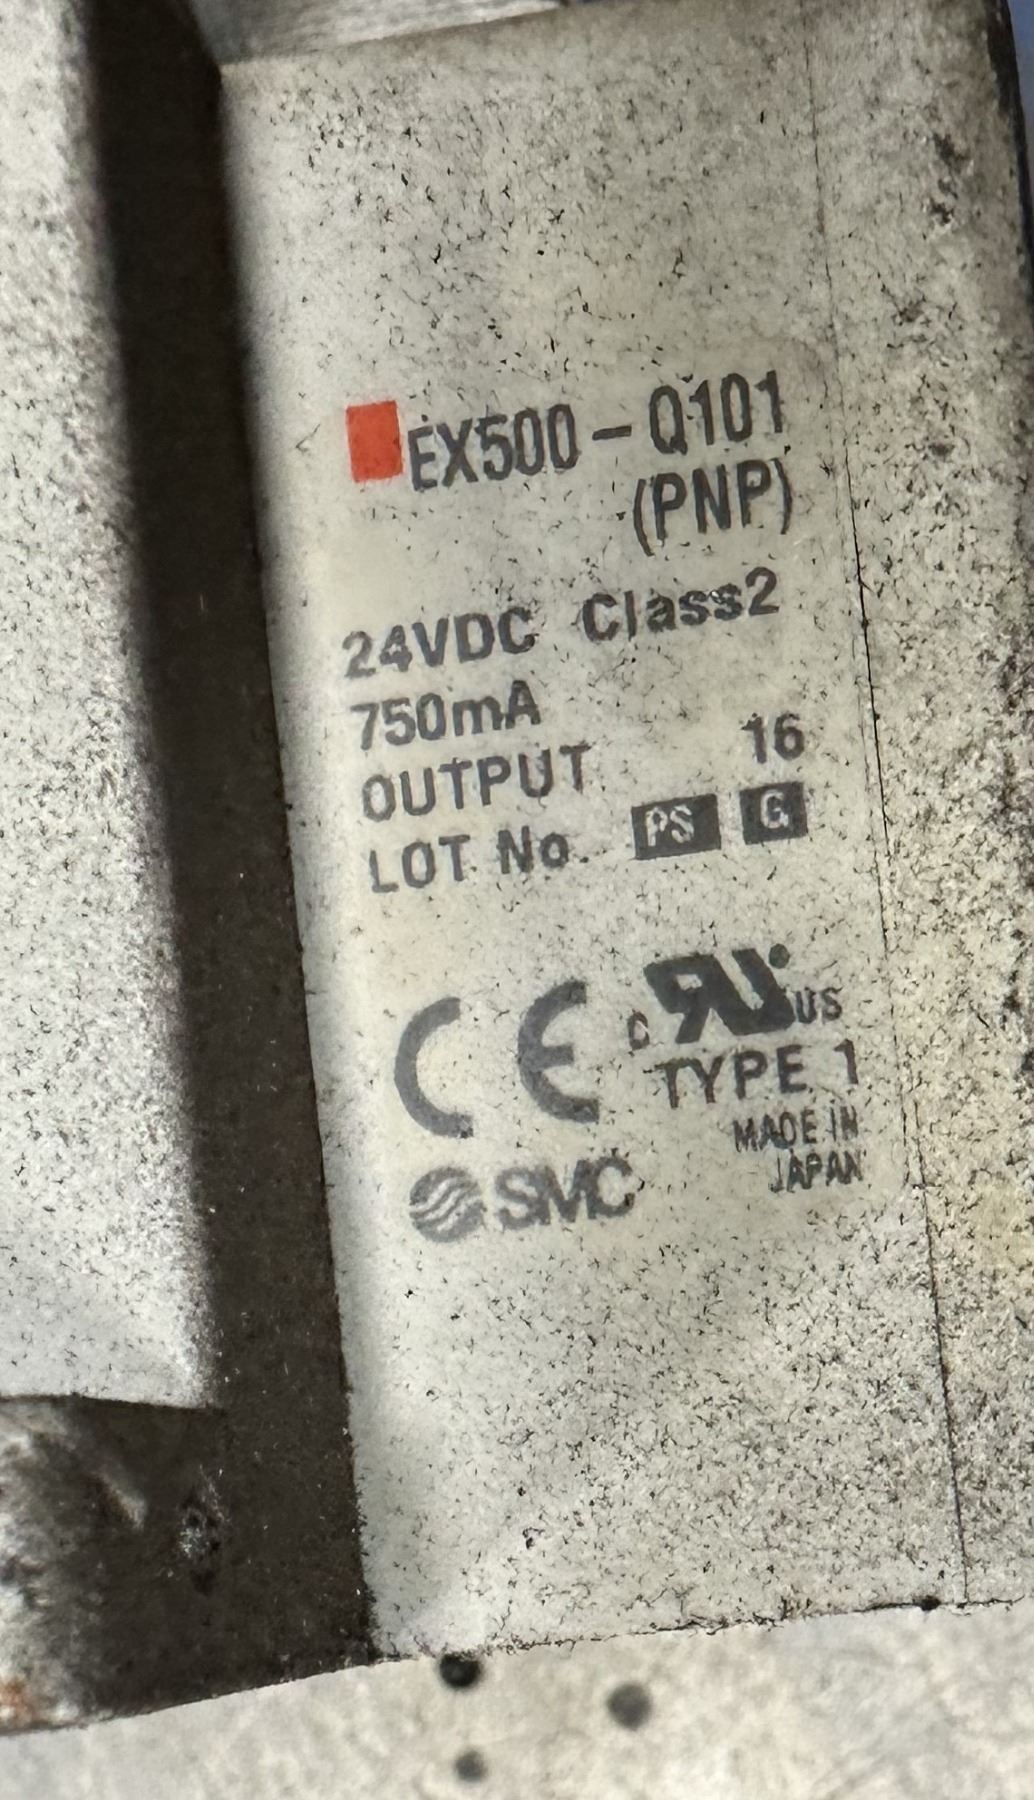 EX500-Q101
(PNP)
24VDC Class2
750mA
OUTPUT 16
LOT No. PS G
CE c RU US
TYPE 1
MADE IN
JAPAN
SMC